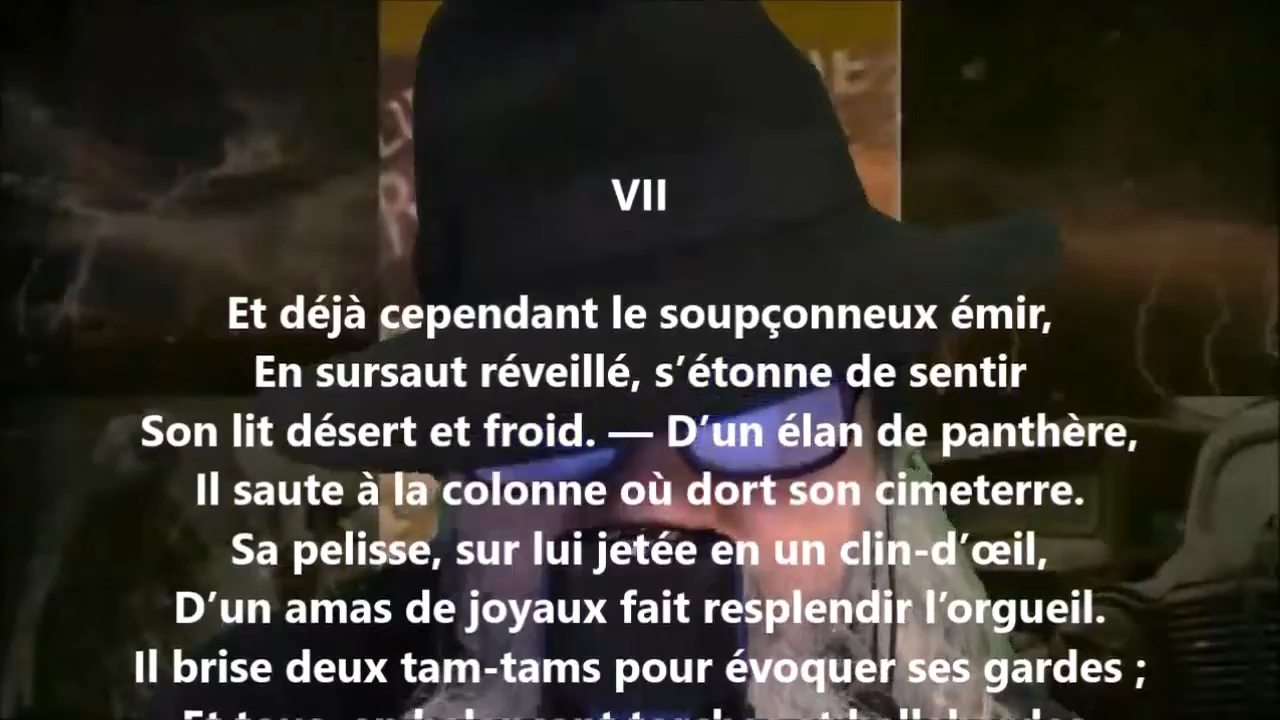 VII
Et déjà cependant le soupçonneux émir,
En sursaut réveillé, s’étonne de sentir
Son lit désert et froid. — D’un élan de panthère,
Il saute à la colonne où dort son cimeterre.
Sa pelisse, sur lui jetée en un clin-d’œil,
D’un amas de joyaux fait resplendir l’orgueil.
Il brise deux tam-tams pour évoquer ses gardes ;